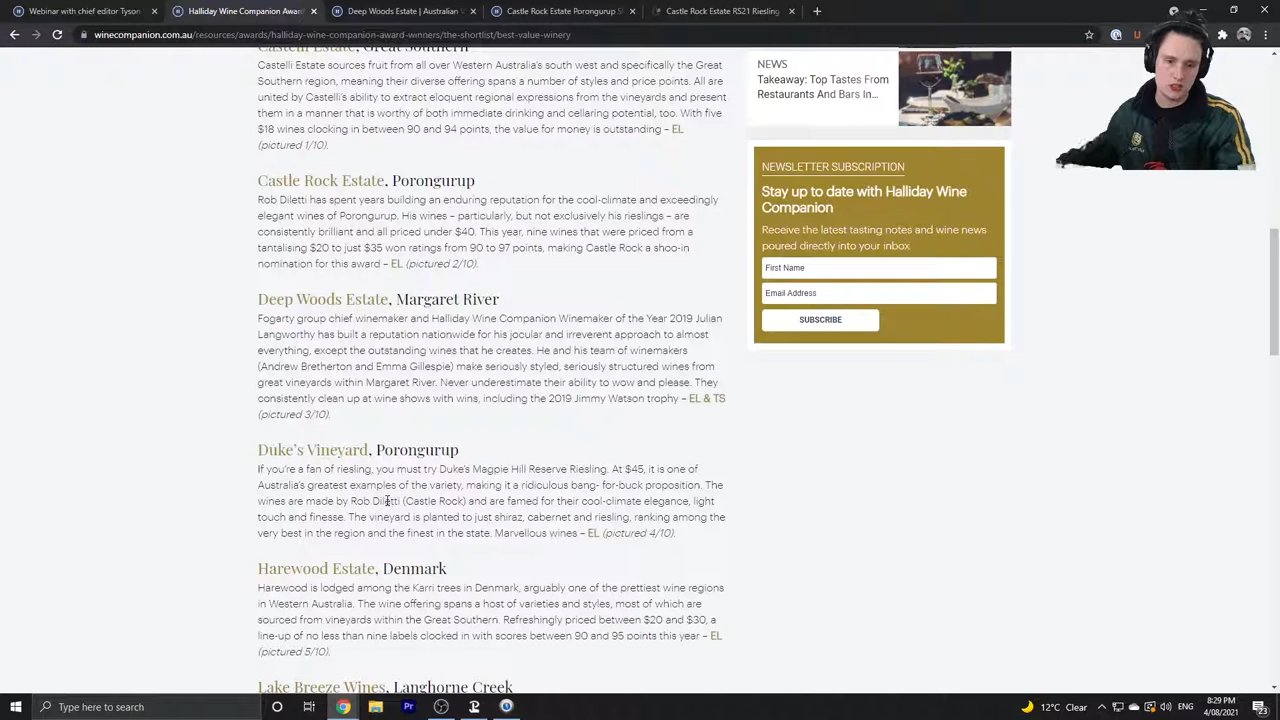 Webinar with chief editor Tyson
Halliday Wine Companion Award
Deep Woods Estate, Margaret Ri
Castle Rock Estate Porongurup S
Castle Rock Estate RS21 Riesling
winecompanion.com.au/resources/awards/halliday-wine-companion-award-winners/the-shortlist/best-value-winery
Castelli Estate, Great Southern
Castelli Estate sources fruit from all over Western Australia's south west and specifically the Great
Southern region, meaning their diverse offering spans a number of styles and price points. All are
united by Castelli's ability to extract eloquent regional expressions from the vineyards and present
them in a manner that is worthy of both immediate drinking and cellaring potential, too. With five
$18 wines clocking in between 90 and 94 points, the value for money is outstanding – EL
(pictured 1/10).
Castle Rock Estate, Porongurup
Rob Diletti has spent years building an enduring reputation for the cool-climate and exceedingly
elegant wines of Porongurup. His wines – particularly, but not exclusively his rieslings – are
consistently brilliant and all priced under $40. This year, nine wines that were priced from a
tantalising $20 to just $35 won ratings from 90 to 97 points, making Castle Rock a shoo-in
nomination for this award – EL (pictured 2/10).
Deep Woods Estate, Margaret River
Fogarty group chief winemaker and Halliday Wine Companion Winemaker of the Year 2019 Julian
Langworthy has built a reputation nationwide for his jocular and irreverent approach to almost
everything, except the outstanding wines that he creates. He and his team of winemakers
(Andrew Bretherton and Emma Gillespie) make seriously styled, seriously structured wines from
great vineyards within Margaret River. Never underestimate their ability to wow and please. They
consistently clean up at wine shows with wins, including the 2019 Jimmy Watson trophy – EL & TS
(pictured 3/10).
Duke's Vineyard, Porongurup
If you're a fan of riesling, you must try Duke's Magpie Hill Reserve Riesling. At $45, it is one of
Australia's greatest examples of the variety, making it a ridiculous bang- for-buck proposition. The
wines are made by Rob Diletti (Castle Rock) and are famed for their cool-climate elegance, light
touch and finesse. The vineyard is planted to just shiraz, cabernet and riesling, ranking among the
very best in the region and the finest in the state. Marvellous wines – EL (pictured 4/10).
Harewood Estate, Denmark
Harewood is lodged among the Karri trees in Denmark, arguably one of the prettiest wine regions
in Western Australia. The wine offering spans a host of varieties and styles, most of which are
sourced from vineyards within the Great Southern. Refreshingly priced between $20 and $30, a
line-up of no less than nine labels clocked in with scores between 90 and 95 points this year – EL
(pictured 5/10).
Lake Breeze Wines, Langhorne Creek
NEWS
Takeaway: Top Tastes From
Restaurants And Bars In...
NEWSLETTER SUBSCRIPTION
Stay up to date with Halliday Wine
Companion
Receive the latest tasting notes and wine news
poured directly into your inbox
First Name
Email Address
SUBSCRIBE
Type here to search
Pr
12°C Clear
8:29 PM
4/08/2021